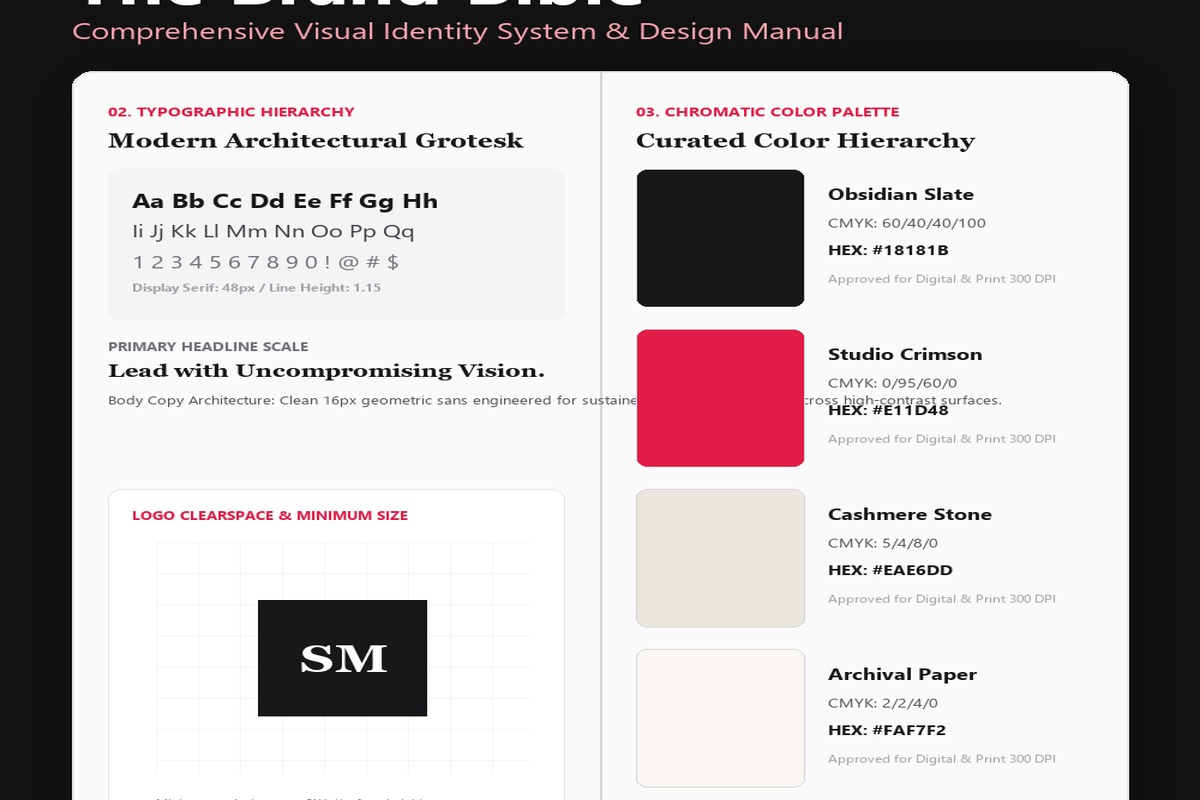 The Brand Bible
Comprehensive Visual Identity System & Design Manual
02. TYPOGRAPHIC HIERARCHY
Modern Architectural Grotesk
Aa Bb Cc Dd Ee Ff Gg Hh
Ii Jj Kk Ll Mm Nn Oo Pp Qq
1 2 3 4 5 6 7 8 9 0 ! @ # $
Display Serif: 48px / Line Height: 1.15
PRIMARY HEADLINE SCALE
Lead with Uncompromising Vision.
Body Copy Architecture: Clean 16px geometric sans engineered for high-contrast surfaces.
LOGO CLEARSPACE & MINIMUM SIZE
SM
03. CHROMATIC COLOR PALETTE
Curated Color Hierarchy
Obsidian Slate
CMYK: 60/40/40/100
HEX: #18181B
Approved for Digital & Print 300 DPI
Studio Crimson
CMYK: 0/95/60/0
HEX: #E11D48
Approved for Digital & Print 300 DPI
Cashmere Stone
CMYK: 5/4/8/0
HEX: #EAE6DD
Approved for Digital & Print 300 DPI
Archival Paper
CMYK: 2/2/4/0
HEX: #FAF7F2
Approved for Digital & Print 300 DPI